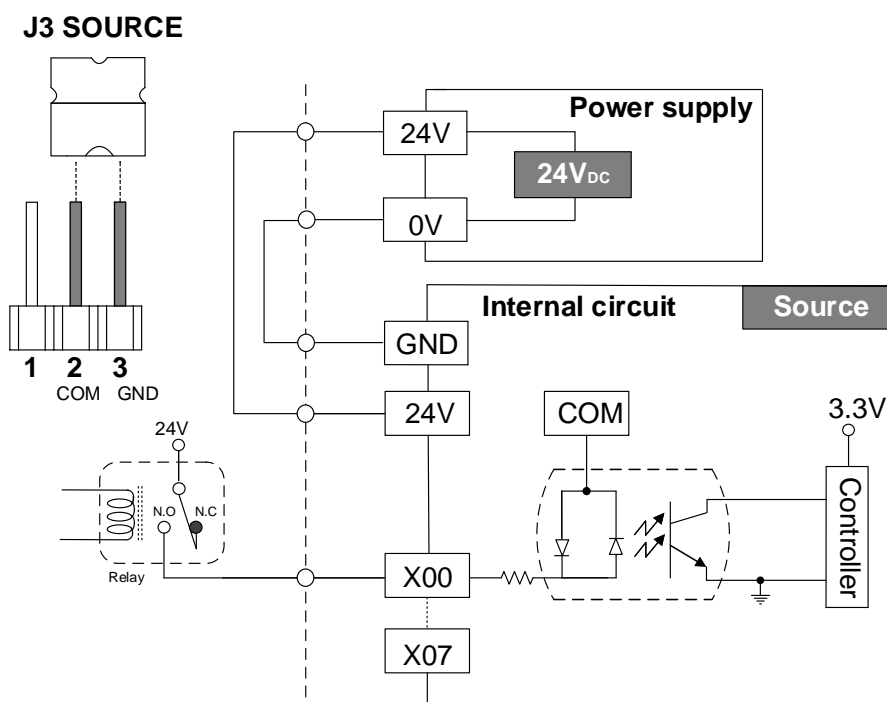 J3 SOURCE
1
2
3
COM
GND
Power supply
24V
24VDC
0V
Internal circuit
Source
GND
24V
COM
3.3V
24V
N.O
N.C
Relay
X00
Controller
X07